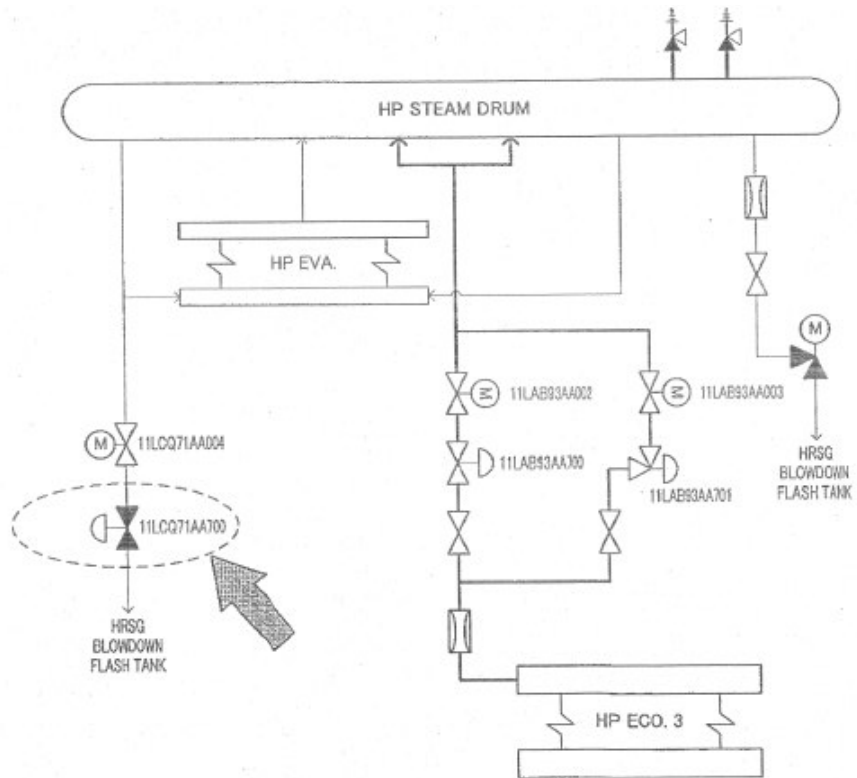 HP STEAM DRUM
HP EVA.
M
11LAB93AA002
M
11LAB93AA003
M
M
11LCQ71AA004
11LAB93AA700
11LAB93AA701
HRSG
BLOWDOWN
FLASH TANK
11LCQ71AA700
HRSG
BLOWDOWN
FLASH TANK
HP ECO. 3